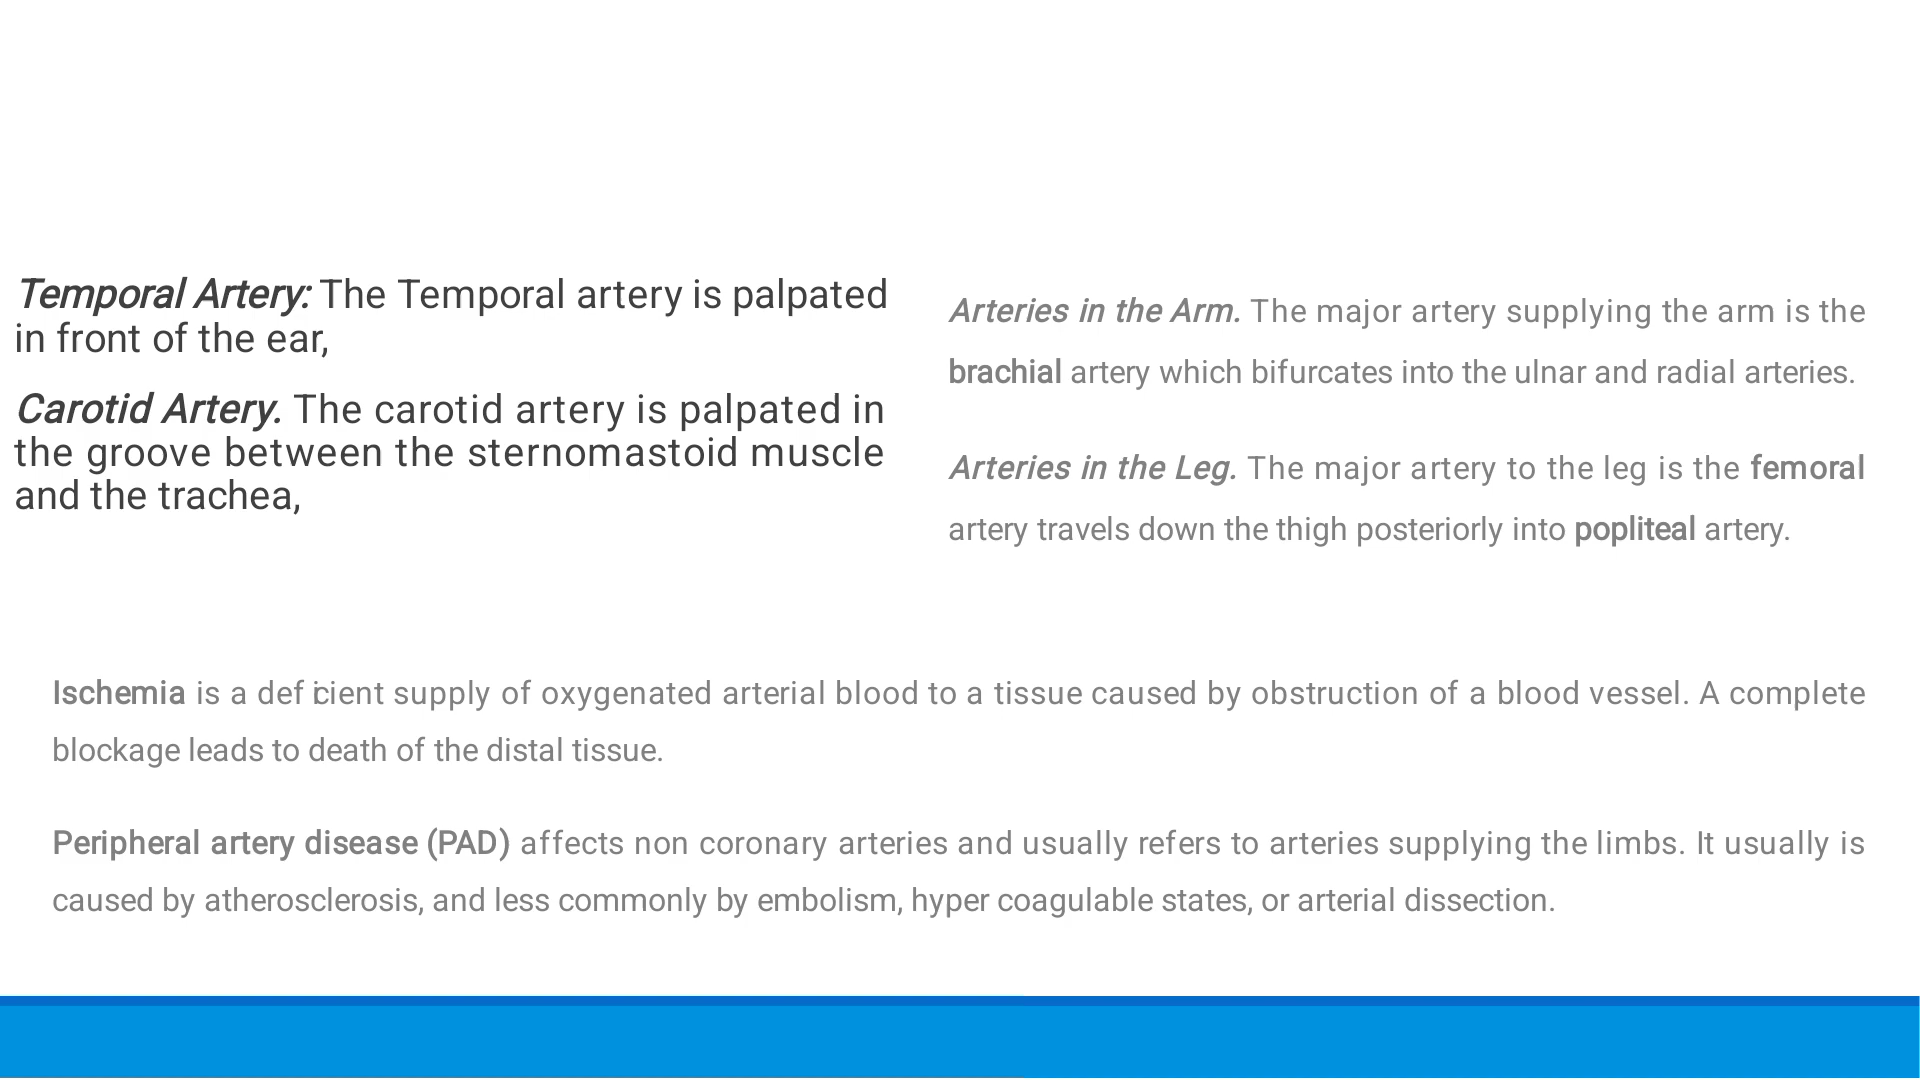 Temporal Artery: The Temporal artery is palpated
in front of the ear,
Carotid Artery. The carotid artery is palpated in
the groove between the sternomastoid muscle
and the trachea,
Arteries in the Arm. The major artery supplying the arm is the
brachial artery which bifurcates into the ulnar and radial arteries.
Arteries in the Leg. The major artery to the leg is the femoral
artery travels down the thigh posteriorly into popliteal artery.
Ischemia is a deficient supply of oxygenated arterial blood to a tissue caused by obstruction of a blood vessel. A complete
blockage leads to death of the distal tissue.
Peripheral artery disease (PAD) affects non coronary arteries and usually refers to arteries supplying the limbs. It usually is
caused by atherosclerosis, and less commonly by embolism, hyper coagulable states, or arterial dissection.